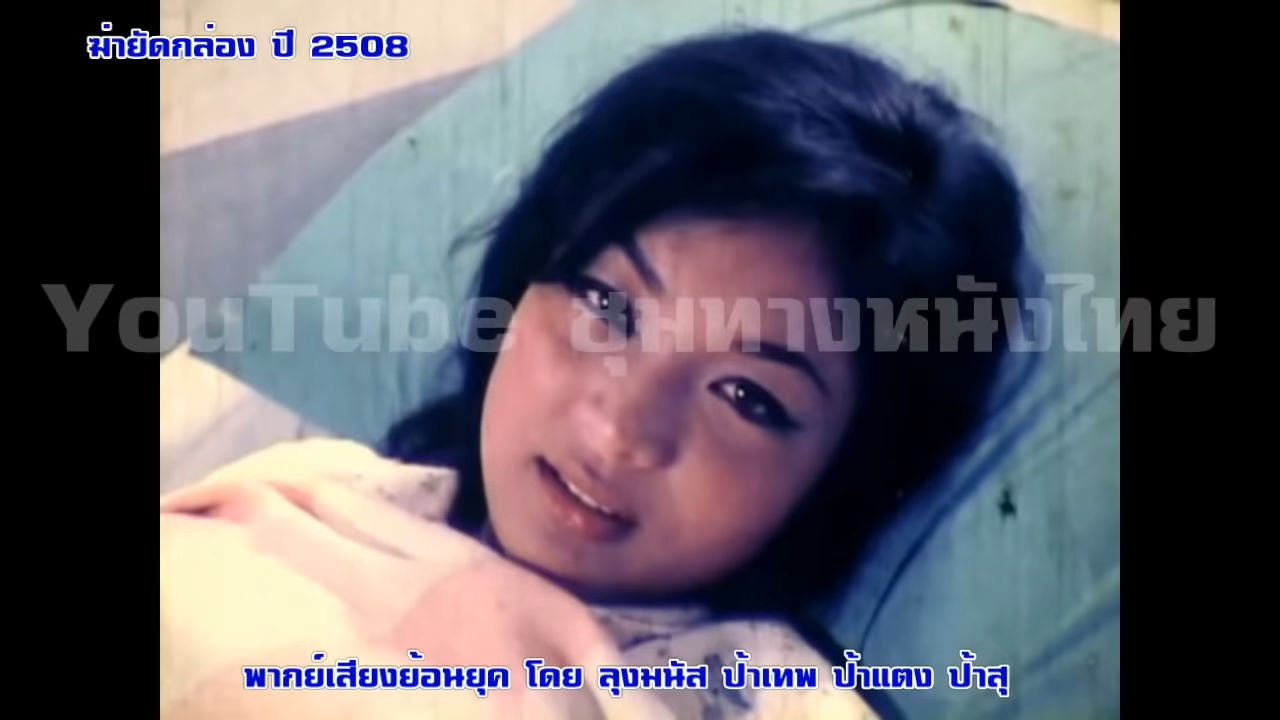 ฆ่ายัดกล่อง ปี 2508
YouTube ชุมทางหนังไทย
พากย์เสียงย้อนยุค โดย ลุงมนัส ป้าเทพ ป้าแตง ป้าสุ